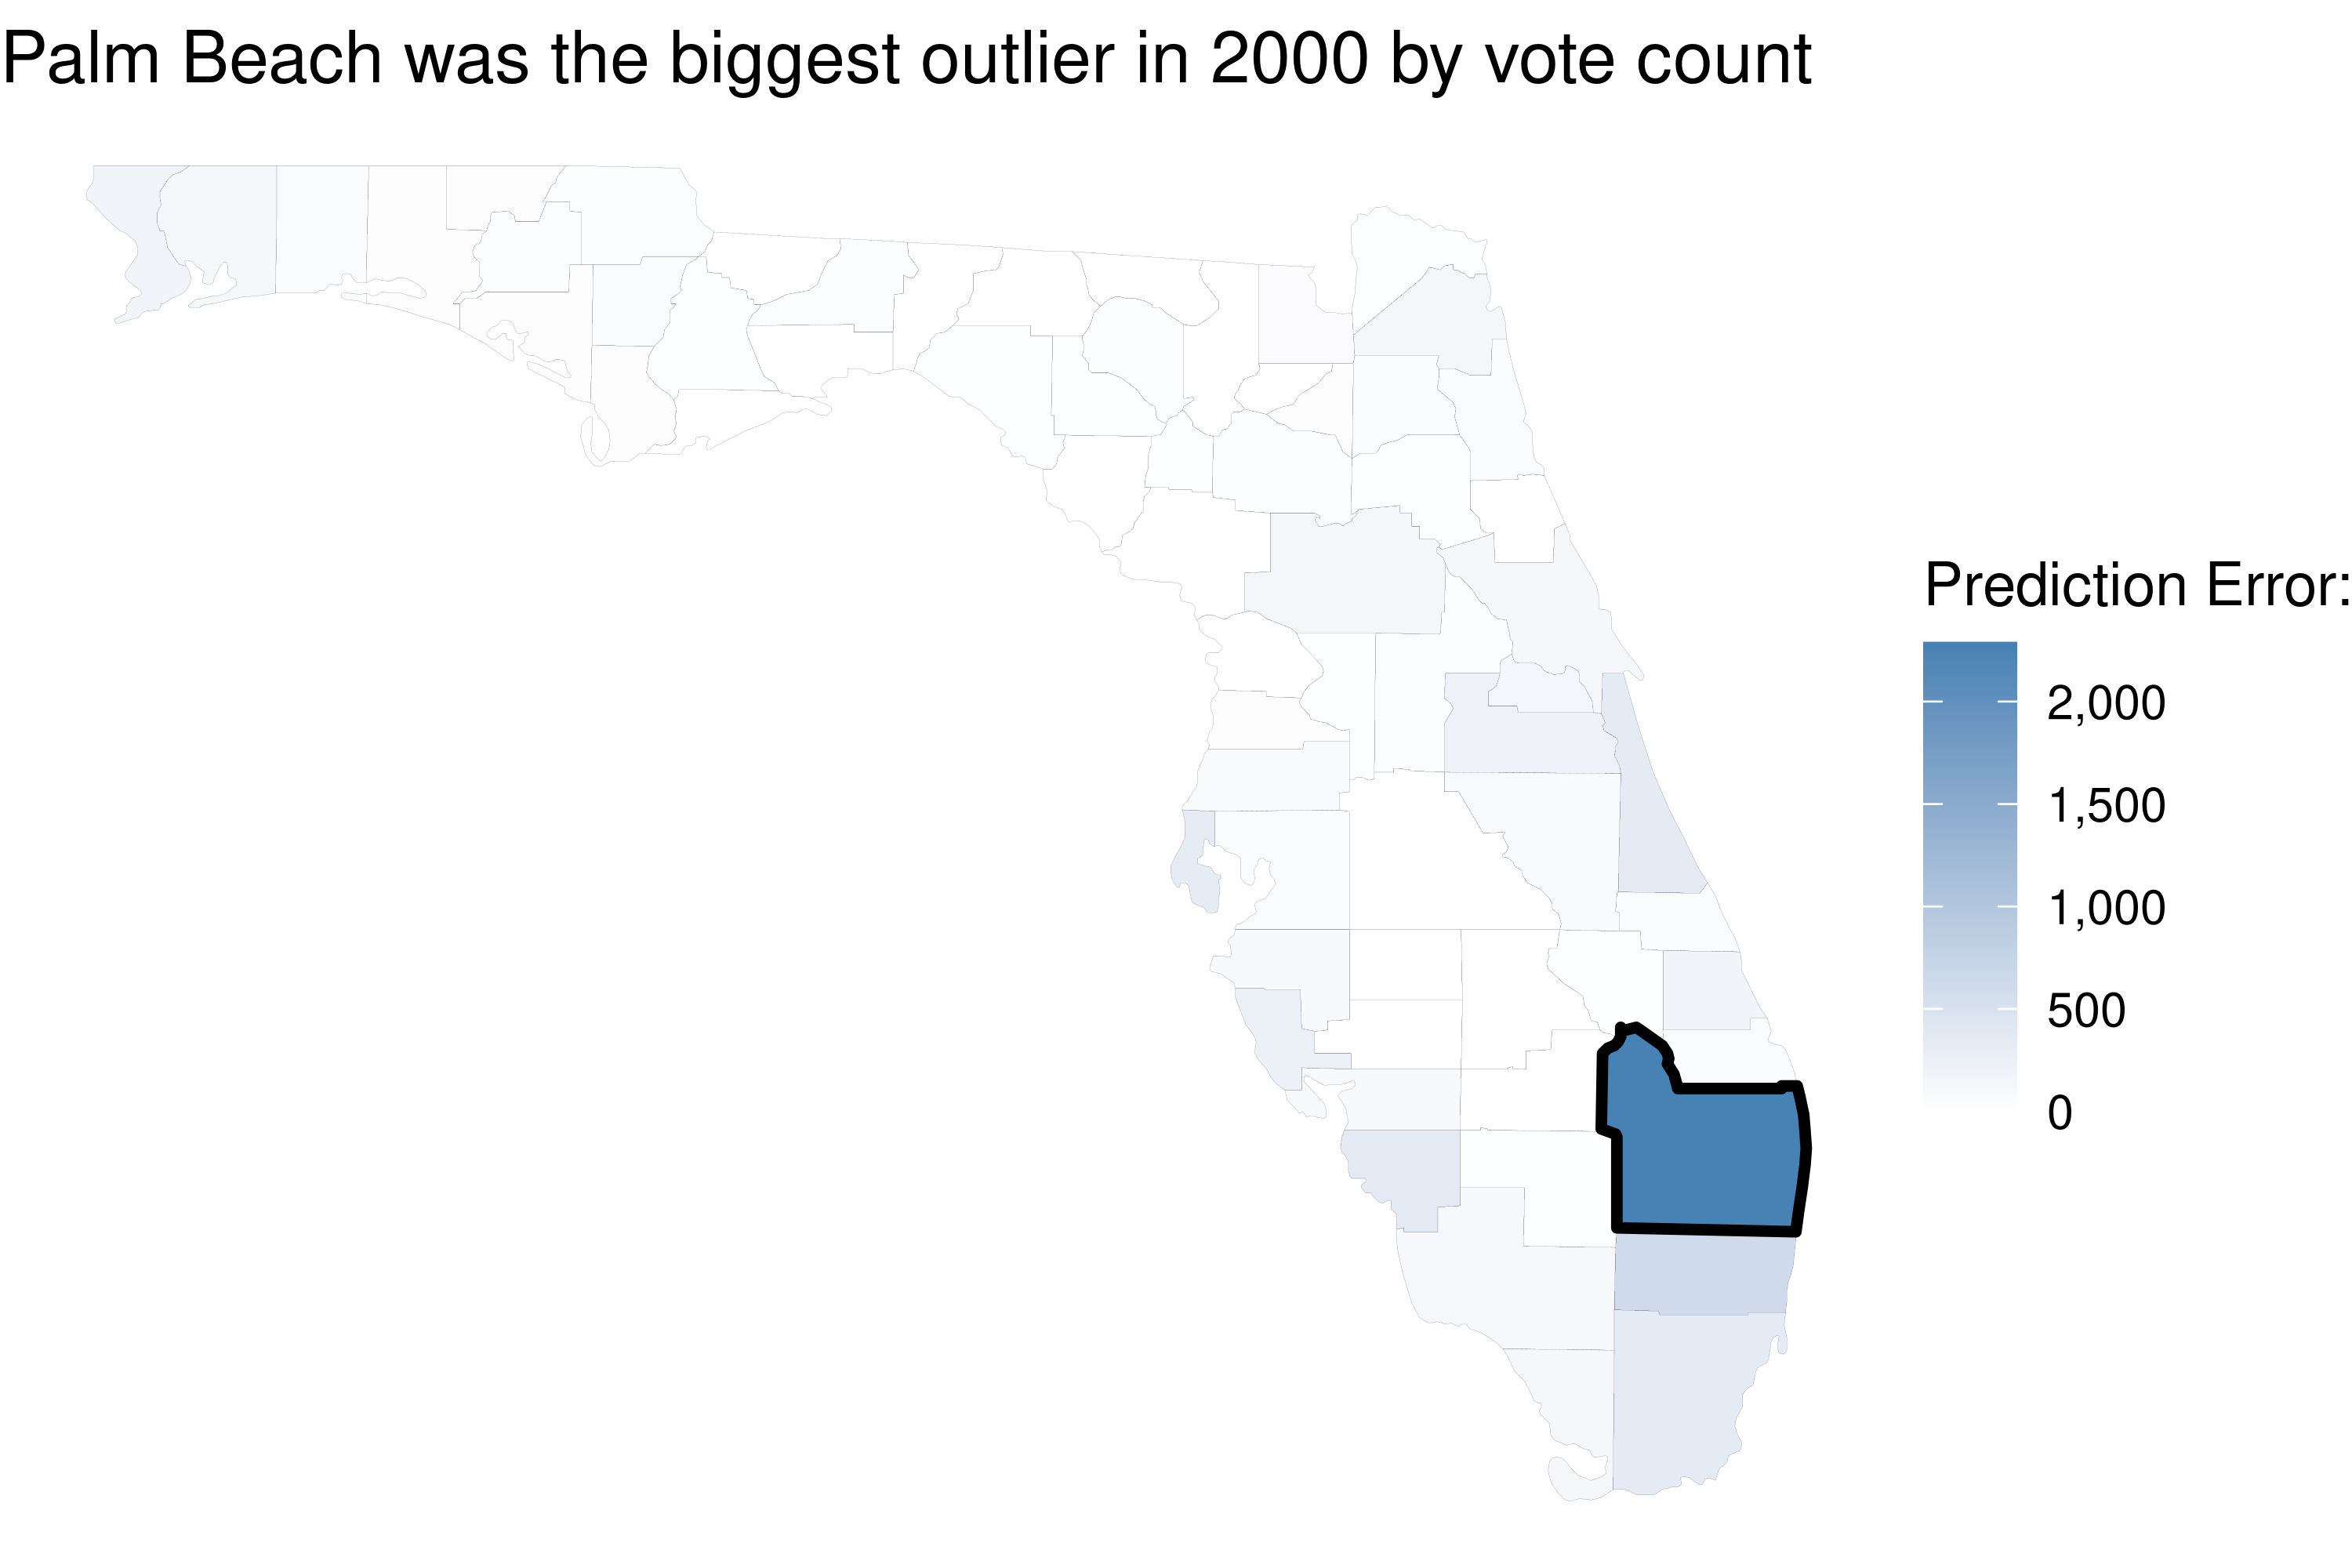 Palm Beach was the biggest outlier in 2000 by vote count
Prediction Error:
2,000
1,500
1,000
500
0